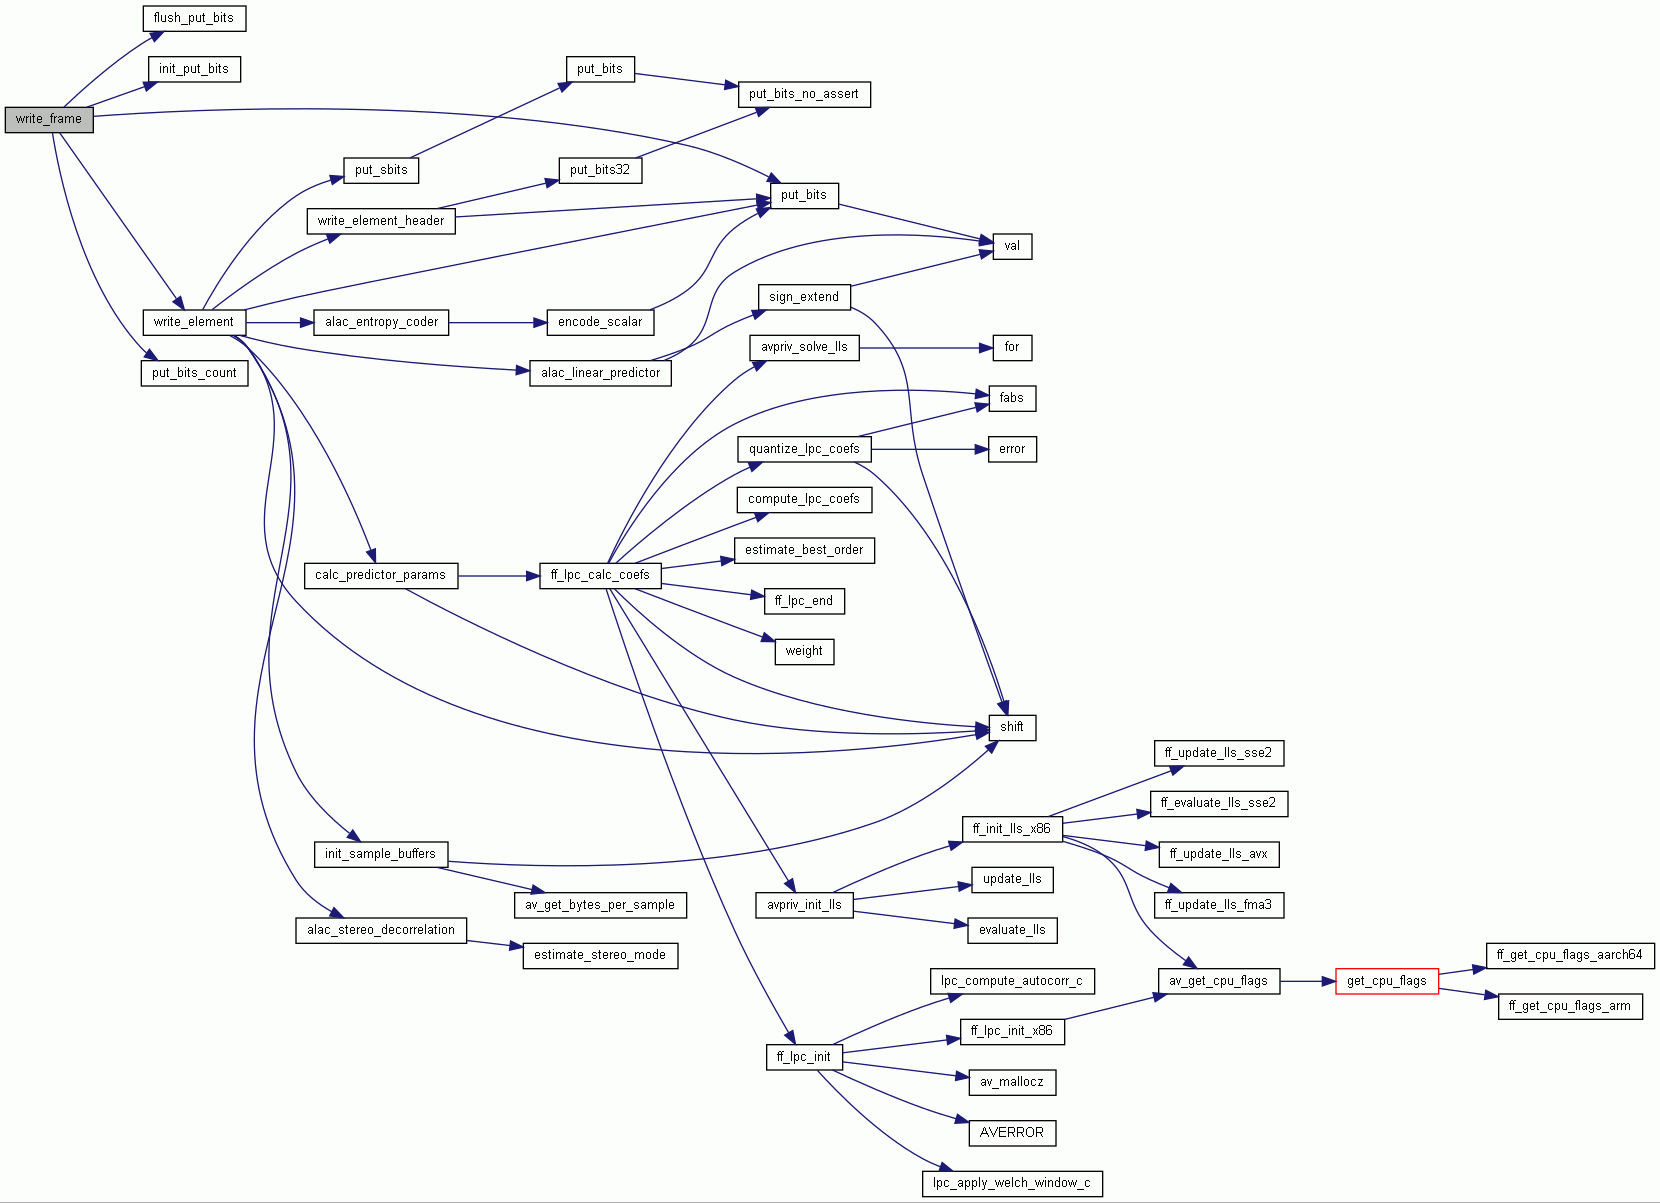 flush_put_bits
init_put_bits
put_bits
put_bits_no_assert
write_frame
put_sbits
put_bits32
put_bits
write_element_header
val
sign_extend
write_element
alac_entropy_coder
encode_scalar
avpriv_solve_lls
for
put_bits_count
alac_linear_predictor
fabs
quantize_lpc_coefs
error
compute_lpc_coefs
estimate_best_order
calc_predictor_params
ff_lpc_calc_coefs
ff_lpc_end
weight
shift
ff_update_lls_sse2
ff_evaluate_lls_sse2
ff_init_lls_x86
init_sample_buffers
ff_update_lls_avx
update_lls
av_get_bytes_per_sample
avpriv_init_lls
ff_update_lls_fma3
alac_stereo_decorrelation
evaluate_lls
estimate_stereo_mode
ff_get_cpu_flags_aarch64
lpc_compute_autocorr_c
av_get_cpu_flags
get_cpu_flags
ff_get_cpu_flags_arm
ff_lpc_init_x86
ff_lpc_init
av_mallocz
AVERROR
lpc_apply_welch_window_c